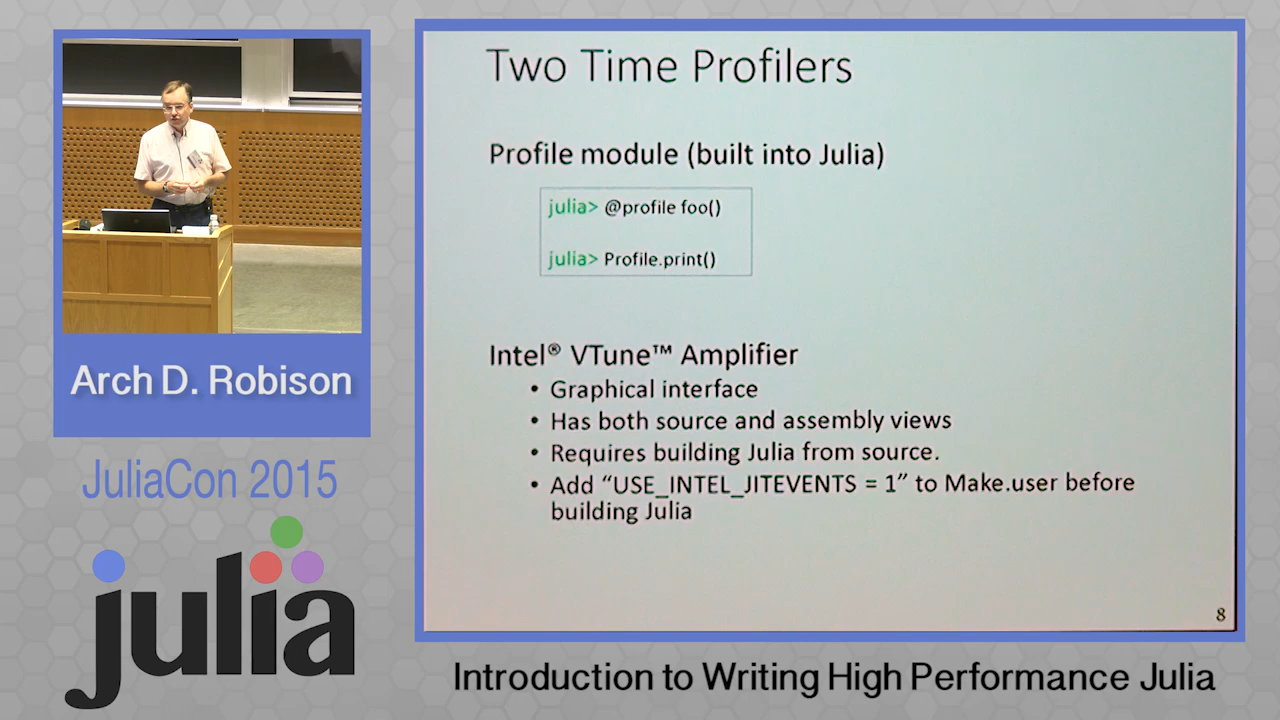 Two Time Profilers
Profile module (built into Julia)
julia> @profile foo()
julia> Profile.print()
Intel® VTune™ Amplifier
• Graphical interface
• Has both source and assembly views
• Requires building Julia from source.
• Add “USE_INTEL_JITEVENTS = 1” to Make.user before
building Julia
8
Arch D. Robison
JuliaCon 2015
julia
Introduction to Writing High Performance Julia